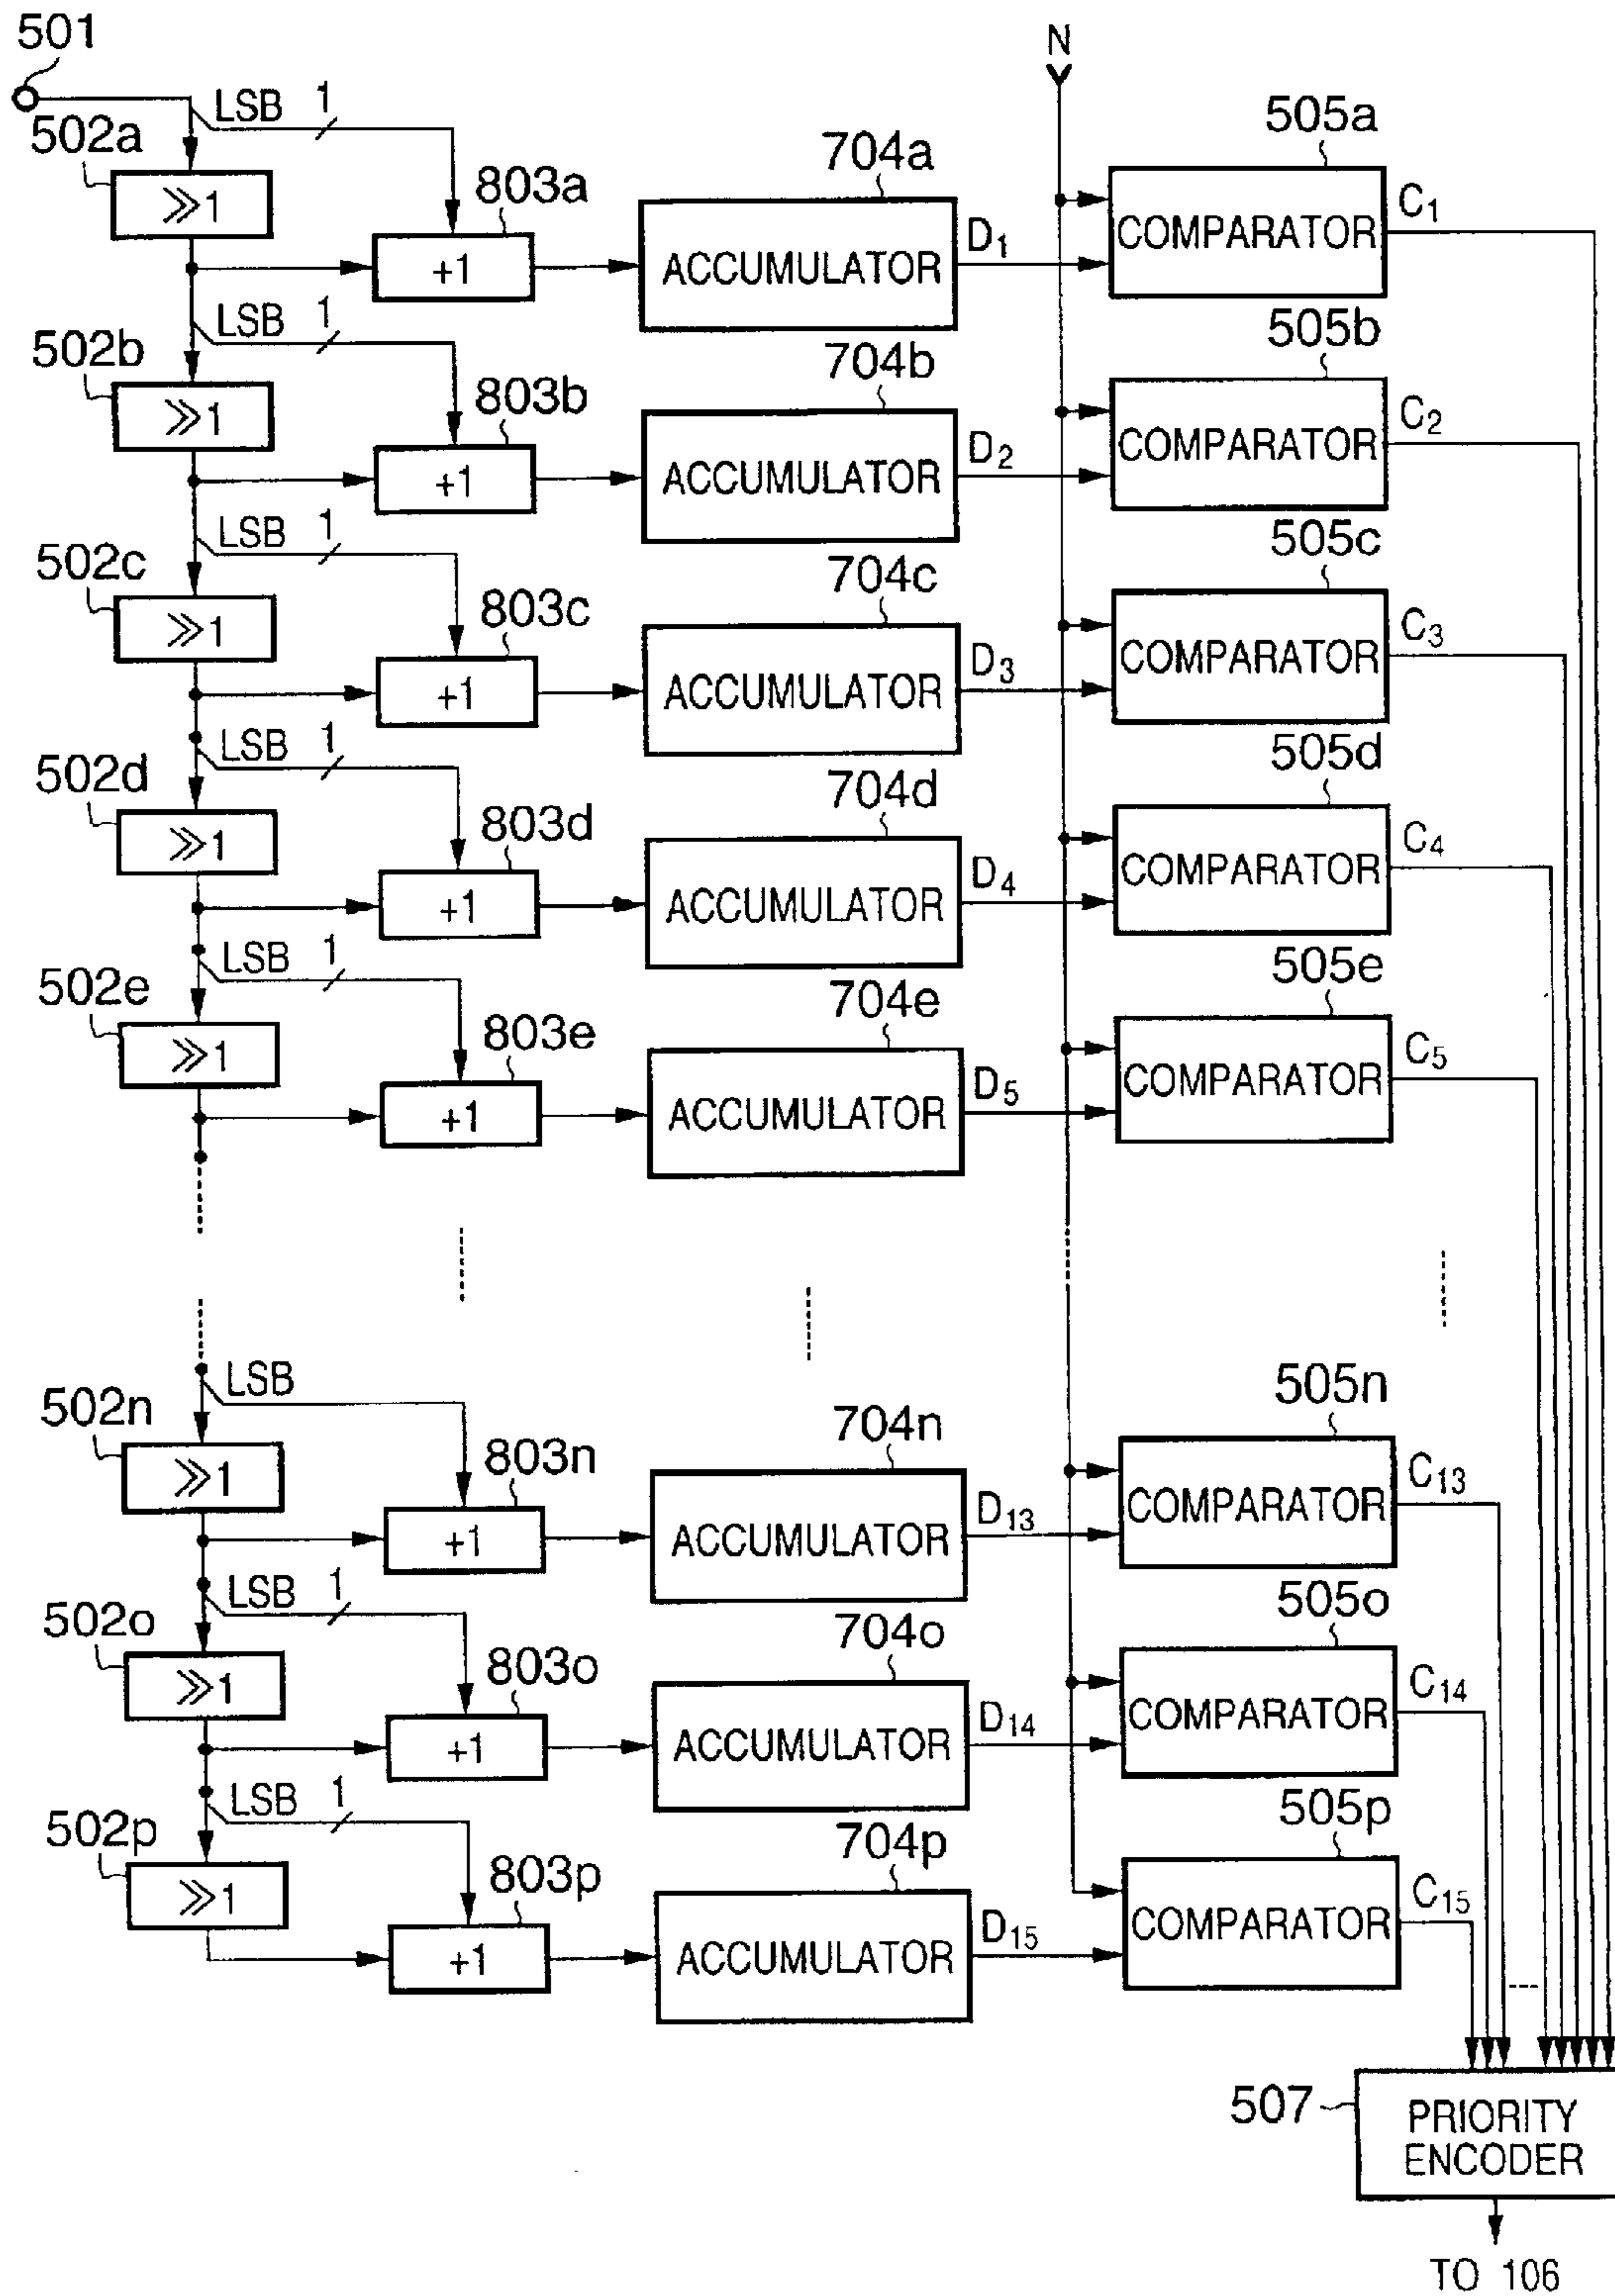 501
N
LSB 1
505a
502a
704a
803a
C1
>>1
COMPARATOR
D1
+1
ACCUMULATOR
LSB 1
505b
502b
704b
803b
C2
>>1
COMPARATOR
D2
+1
ACCUMULATOR
LSB 1
505c
502c
704c
803c
C3
>>1
COMPARATOR
D3
+1
ACCUMULATOR
LSB 1
505d
502d
704d
803d
C4
>>1
COMPARATOR
D4
+1
ACCUMULATOR
LSB 1
505e
502e
704e
803e
C5
>>1
COMPARATOR
D5
+1
ACCUMULATOR
LSB
505n
502n
704n
803n
C13
>>1
COMPARATOR
D13
+1
ACCUMULATOR
LSB 1
505o
502o
704o
803o
C14
>>1
COMPARATOR
D14
+1
ACCUMULATOR
LSB 1
505p
502p
704p
803p
C15
>>1
COMPARATOR
D15
+1
ACCUMULATOR
507
PRIORITY
ENCODER
TO 106